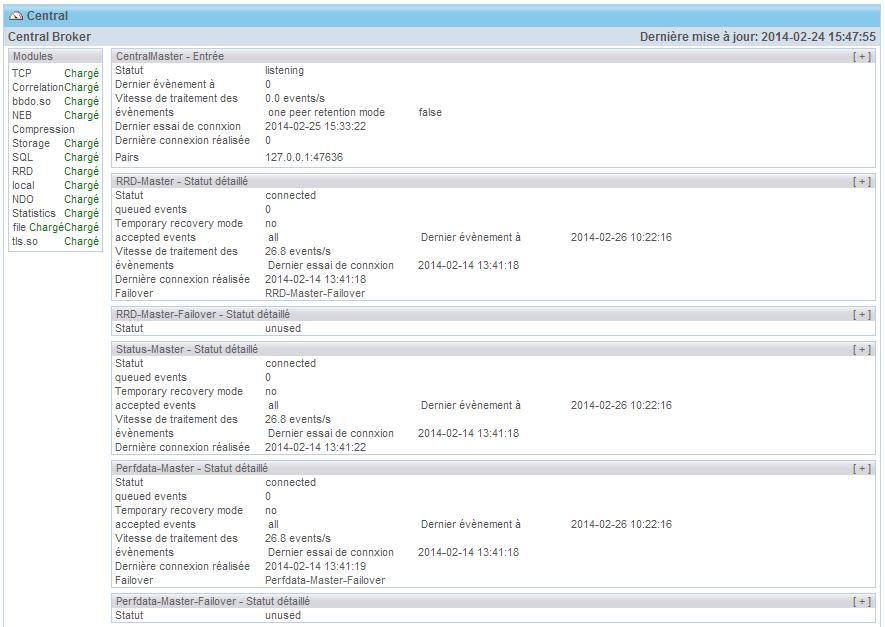 Central
Central Broker Dernière mise à jour: 2014-02-24 15:47:55
Modules
TCP Chargé
Correlation Chargé
bbdo.so Chargé
NEB Chargé
Compression
Storage Chargé
SQL Chargé
RRD Chargé
local Chargé
NDO Chargé
Statistics Chargé
file Chargé Chargé
tls.so Chargé
CentralMaster - Entrée [ + ]
Statut listening
Dernier évènement à 0
Vitesse de traitement des 0.0 events/s
évènements one peer retention mode false
Dernier essai de connxion 2014-02-25 15:33:22
Dernière connexion réalisée 0
Pairs 127.0.0.1:47636
RRD-Master - Statut détaillé [ + ]
Statut connected
queued events 0
Temporary recovery mode no
accepted events all Dernier évènement à 2014-02-26 10:22:16
Vitesse de traitement des 26.8 events/s
évènements Dernier essai de connxion 2014-02-14 13:41:18
Dernière connexion réalisée 2014-02-14 13:41:18
Failover RRD-Master-Failover
RRD-Master-Failover - Statut détaillé [ + ]
Statut unused
Status-Master - Statut détaillé [ + ]
Statut connected
queued events 0
Temporary recovery mode no
accepted events all Dernier évènement à 2014-02-26 10:22:16
Vitesse de traitement des 26.8 events/s
évènements Dernier essai de connxion 2014-02-14 13:41:18
Dernière connexion réalisée 2014-02-14 13:41:22
Perfdata-Master - Statut détaillé [ + ]
Statut connected
queued events 0
Temporary recovery mode no
accepted events all Dernier évènement à 2014-02-26 10:22:16
Vitesse de traitement des 26.8 events/s
évènements Dernier essai de connxion 2014-02-14 13:41:18
Dernière connexion réalisée 2014-02-14 13:41:19
Failover Perfdata-Master-Failover
Perfdata-Master-Failover - Statut détaillé [ + ]
Statut unused